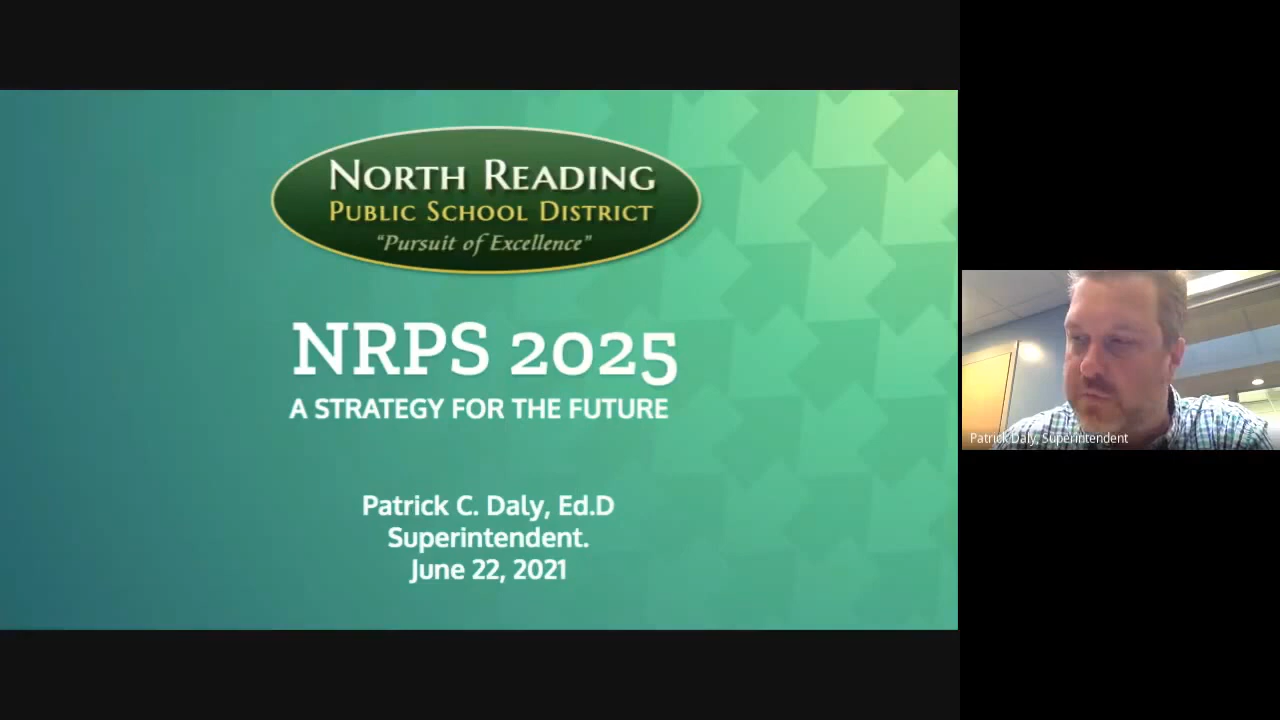 NORTH READING
PUBLIC SCHOOL DISTRICT
"Pursuit of Excellence"
NRPS 2025
A STRATEGY FOR THE FUTURE
Patrick C. Daly, Ed.D
Superintendent.
June 22, 2021
Patrick Daly, Superintendent